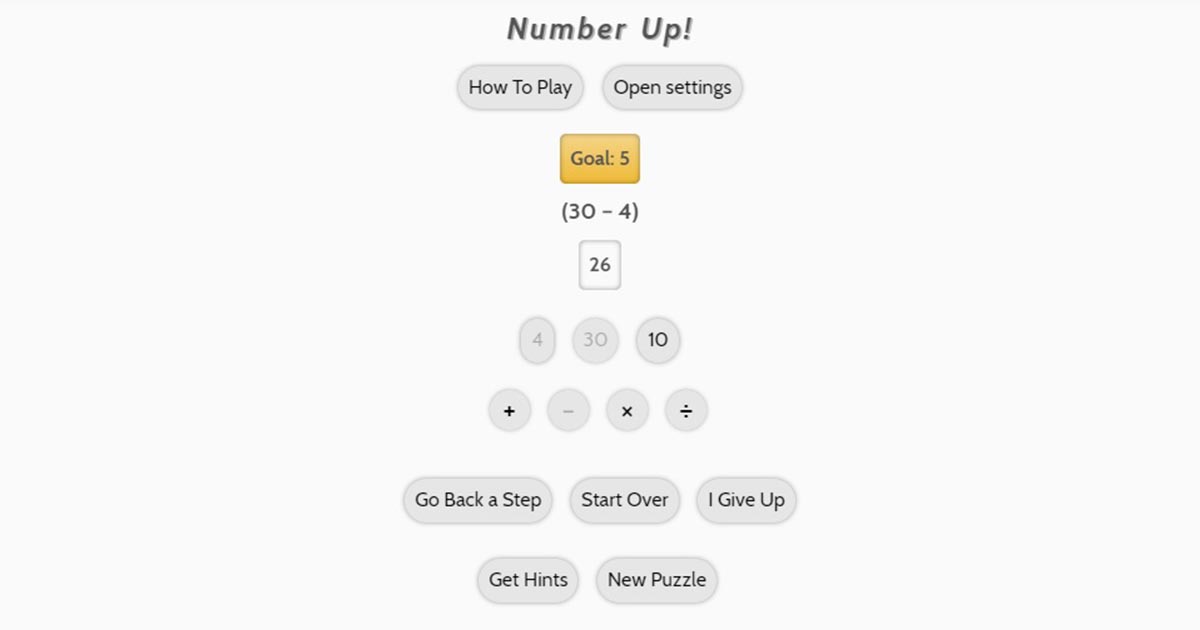 Number Up!
How To Play Open settings
Goal: 5
(30 − 4)
26
4 30 10
+ − × ÷
Go Back a Step Start Over I Give Up
Get Hints New Puzzle